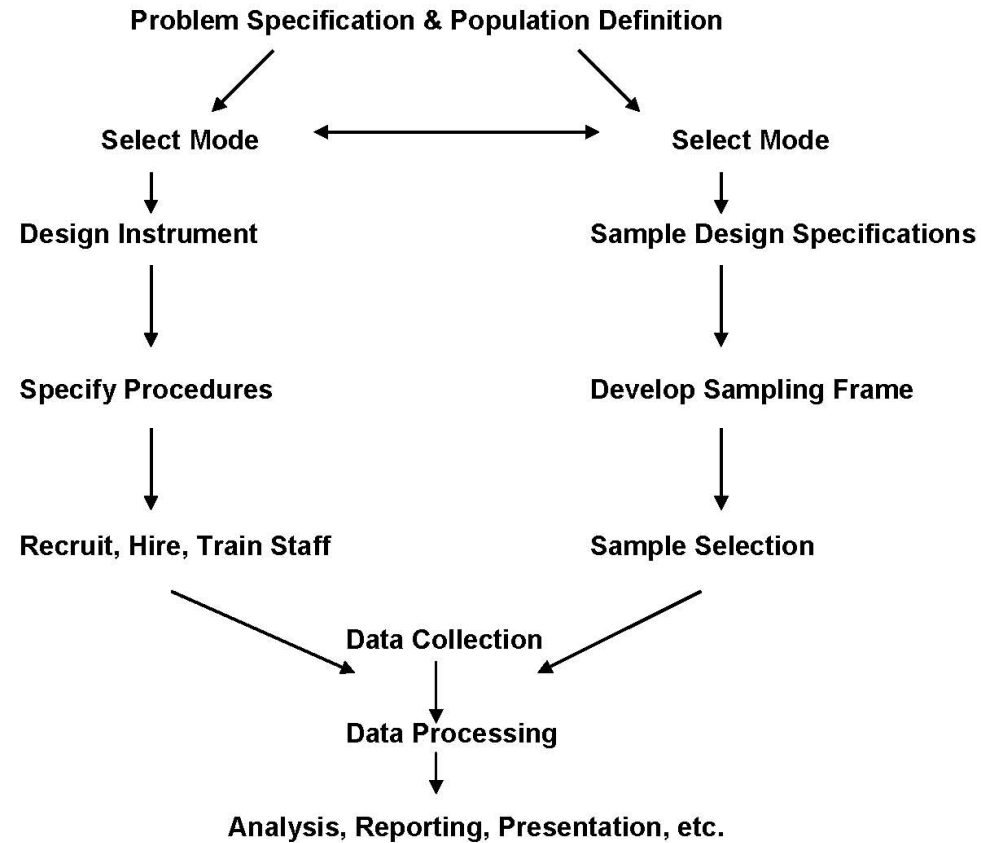 Problem Specification & Population Definition
Select Mode
Select Mode
Design Instrument
Sample Design Specifications
Specify Procedures
Develop Sampling Frame
Recruit, Hire, Train Staff
Sample Selection
Data Collection
Data Processing
Analysis, Reporting, Presentation, etc.